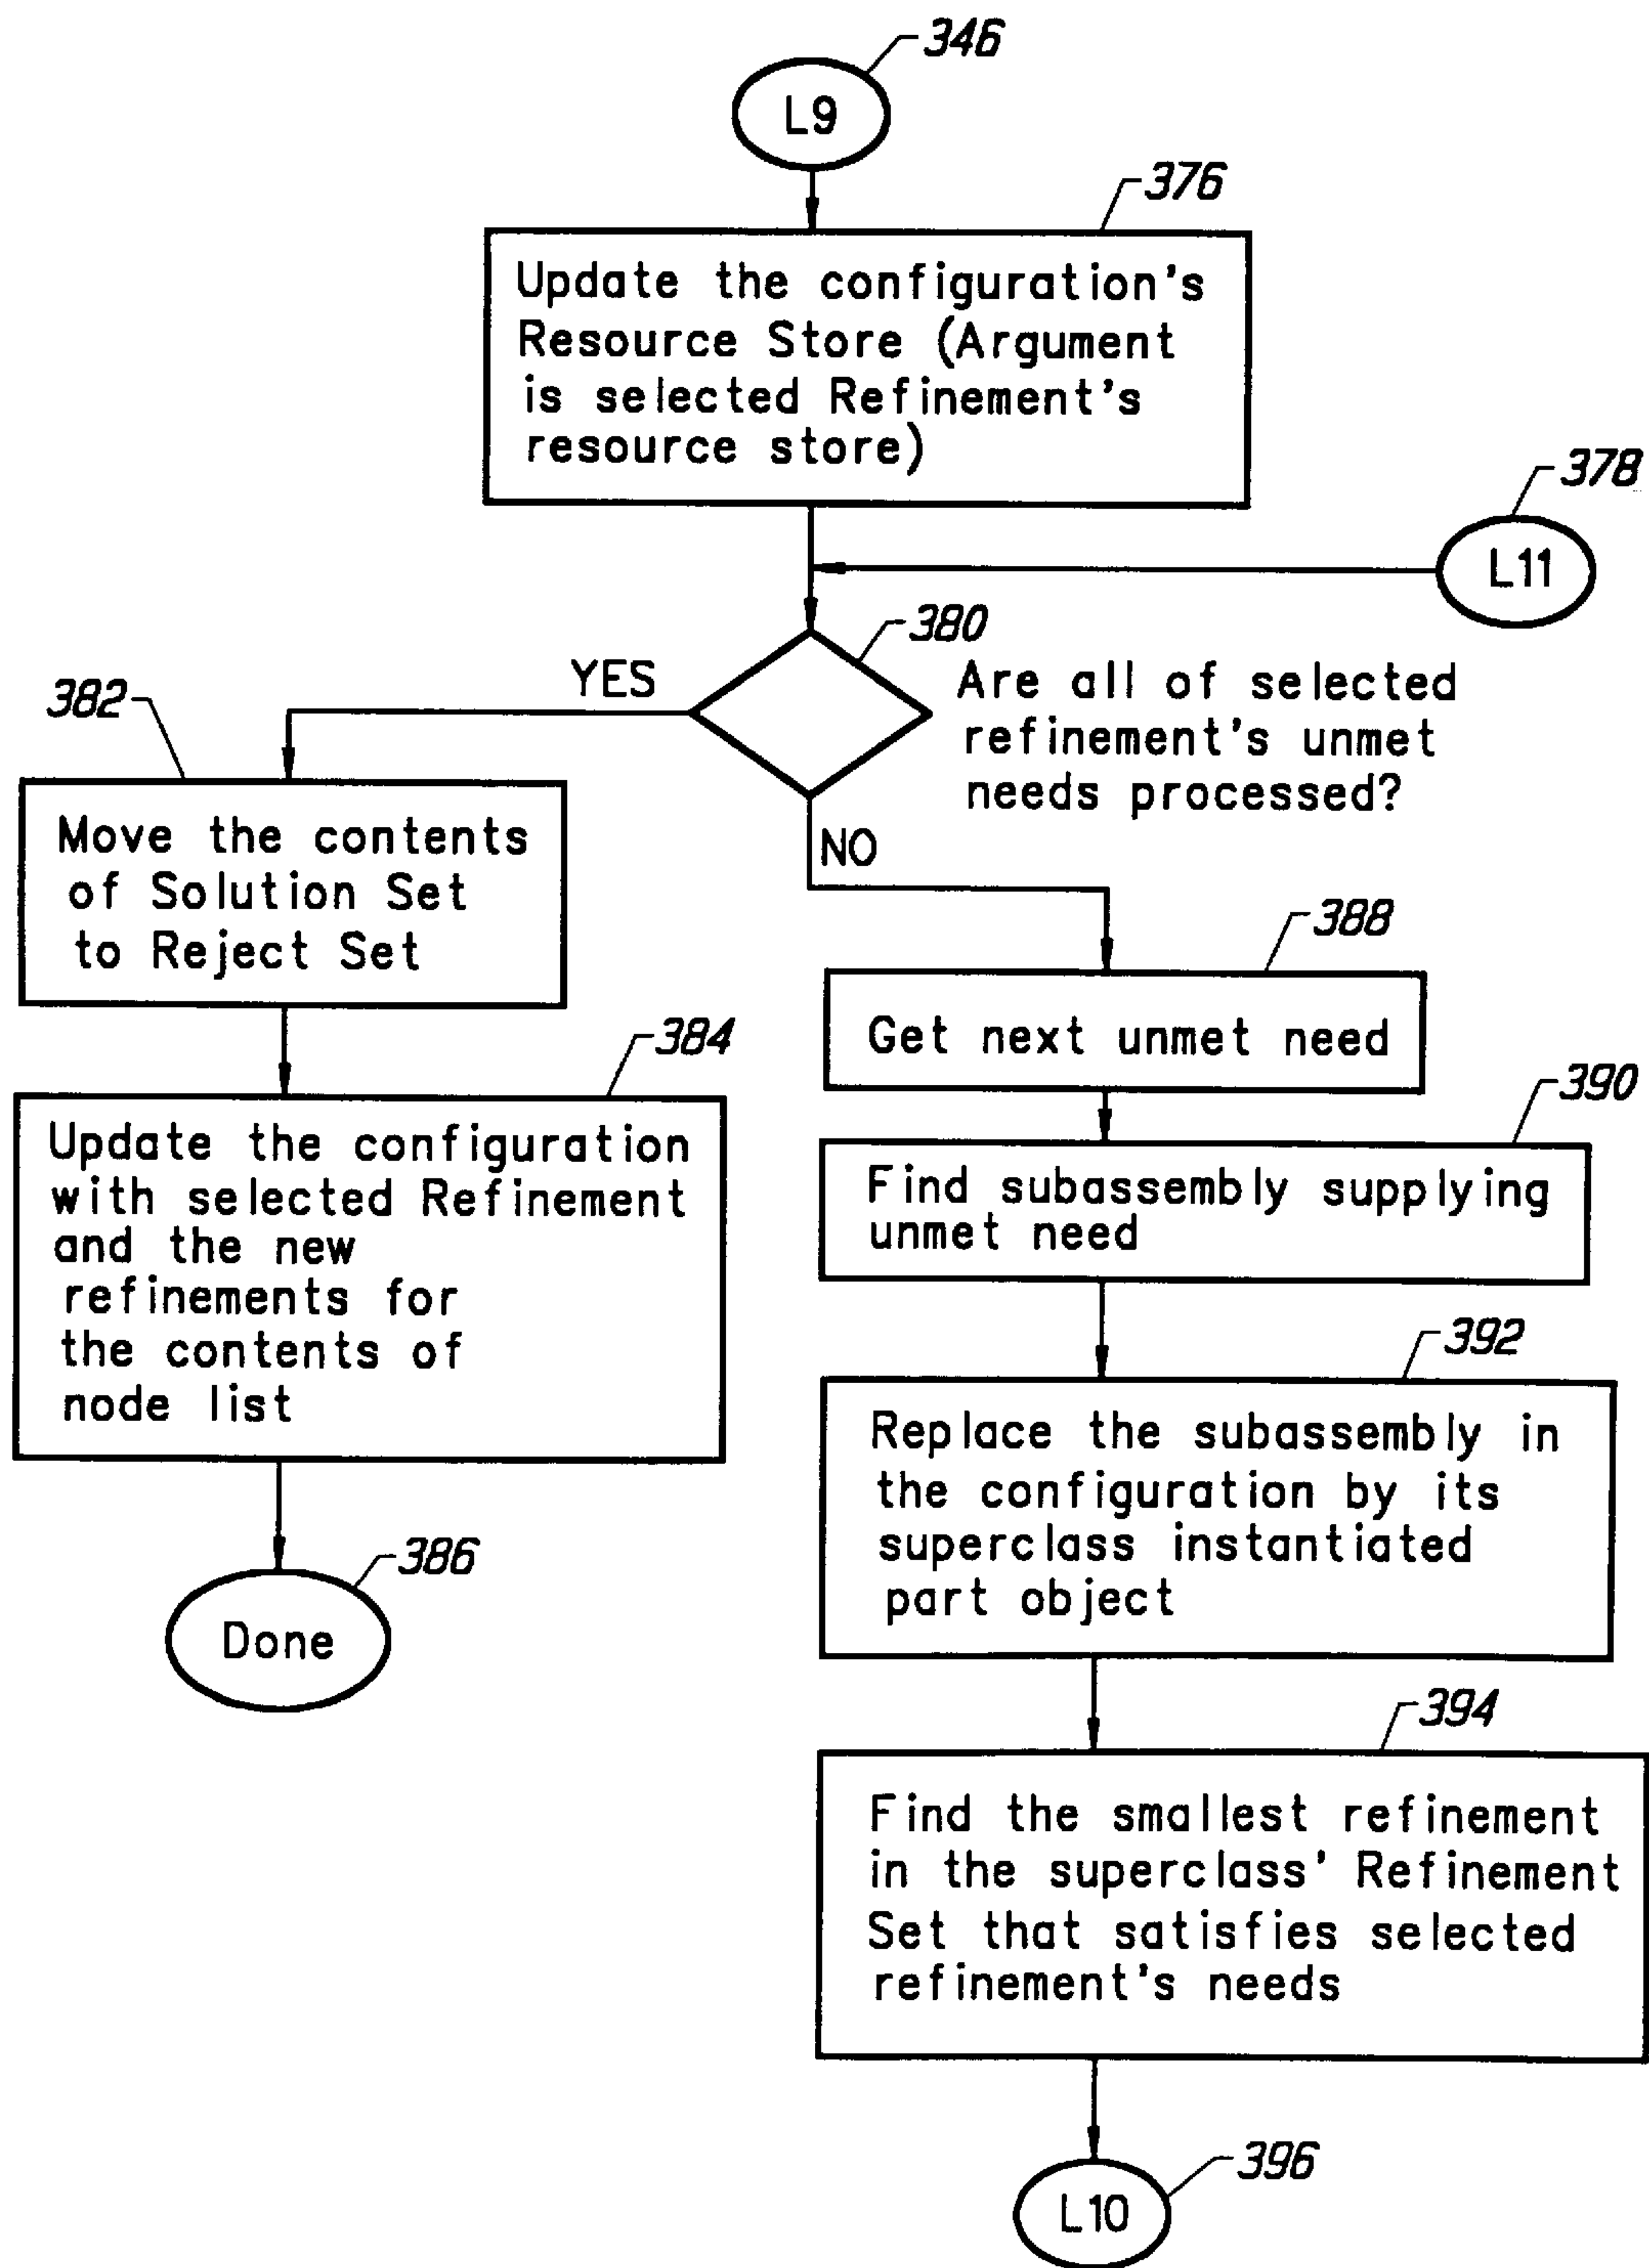 346
L9
376
Update the configuration's
Resource Store (Argument
is selected Refinement's
resource store)
378
L11
380
YES
Are all of selected
refinement's unmet
needs processed?
382
Move the contents
of Solution Set
to Reject Set
NO
388
Get next unmet need
384
Update the configuration
with selected Refinement
and the new
refinements for
the contents of
node list
390
Find subassembly supplying
unmet need
392
Replace the subassembly in
the configuration by its
superclass instantiated
part object
386
Done
394
Find the smallest refinement
in the superclass' Refinement
Set that satisfies selected
refinement's needs
396
L10